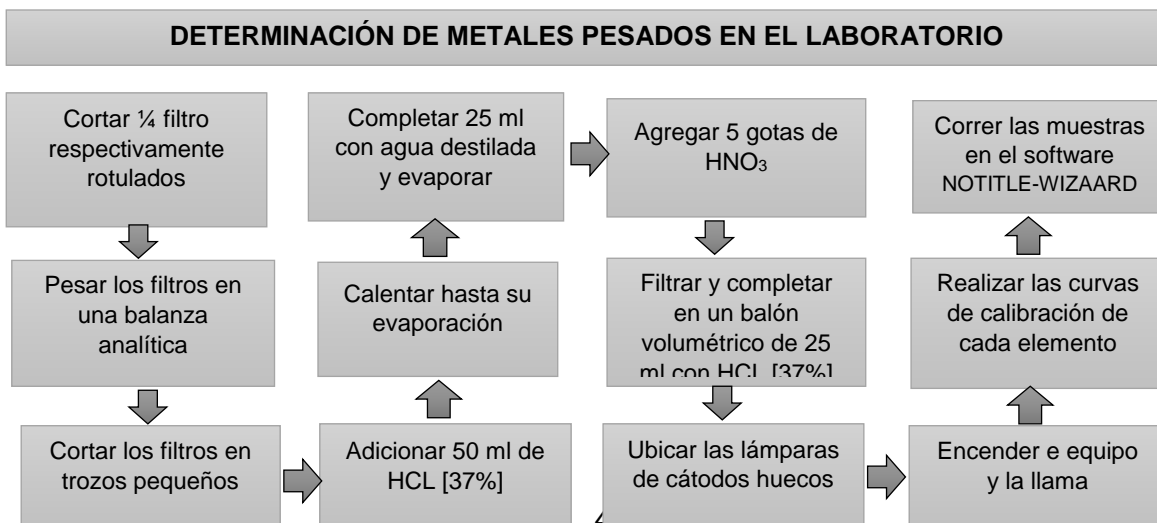 DETERMINACIÓN DE METALES PESADOS EN EL LABORATORIO
Cortar ¼ filtro
respectivamente
rotulados
Pesar los filtros en
una balanza
analítica
Cortar los filtros en
trozos pequeños
Adicionar 50 ml de
HCL [37%]
Calentar hasta su
evaporación
Completar 25 ml
con agua destilada
y evaporar
Agregar 5 gotas de
HNO₃
Filtrar y completar
en un balón
volumétrico de 25
ml con HCL [37%]
Ubicar las lámparas
de cátodos huecos
Encender e equipo
y la llama
Realizar las curvas
de calibración de
cada elemento
Correr las muestras
en el software
NOTITLE-WIZAARD